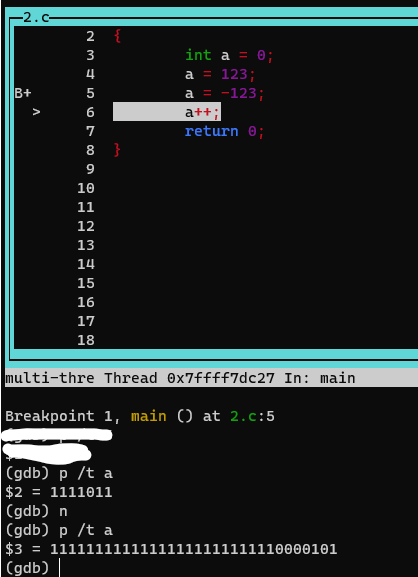 2.c
2 {
3 int a = 0;
4 a = 123;
B+ 5 a = -123;
> 6 a++;
7 return 0;
8 }
9
10
11
12
13
14
15
16
17
18
multi-thre Thread 0x7ffff7dc27 In: main
Breakpoint 1, main () at 2.c:5
(gdb) p /t a
$2 = 1111011
(gdb) n
(gdb) p /t a
$3 = 11111111111111111111111110000101
(gdb)